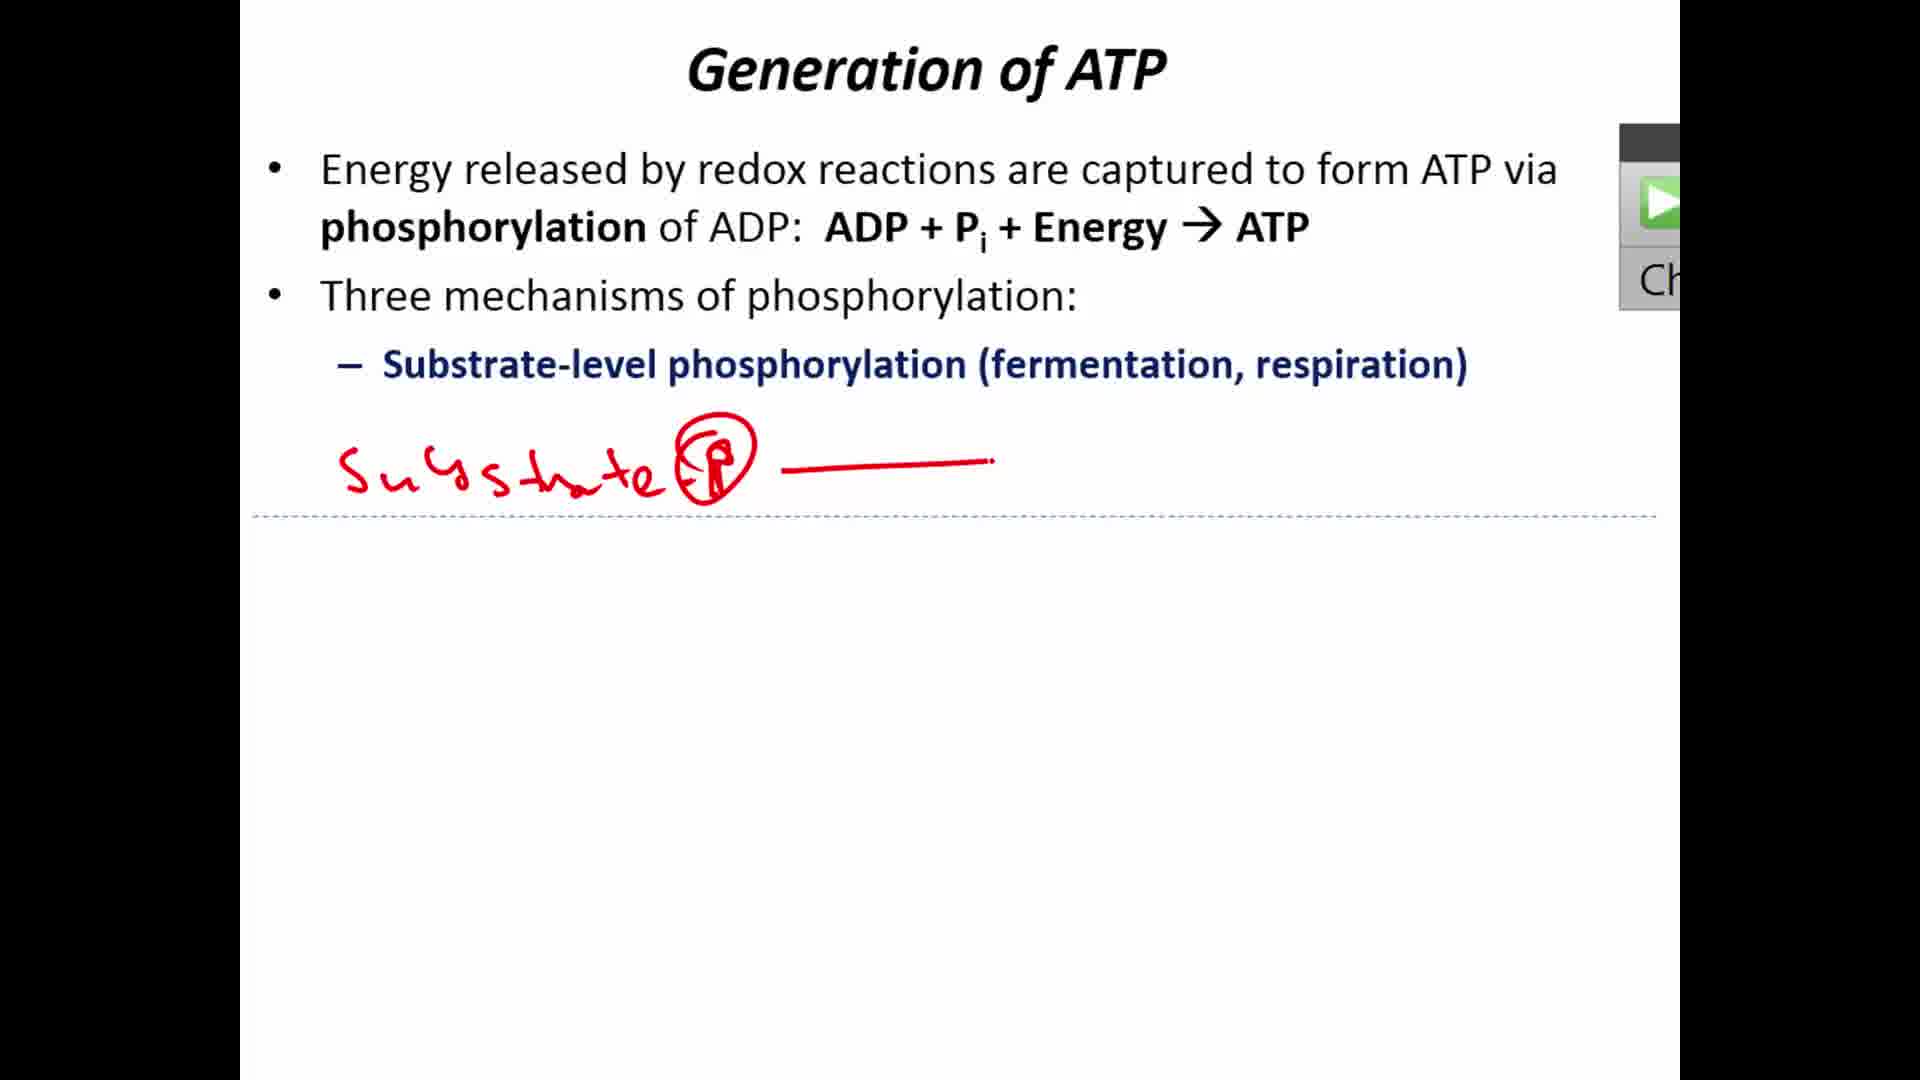 Generation of ATP
• Energy released by redox reactions are captured to form ATP via
phosphorylation of ADP: ADP + Pi + Energy → ATP
• Three mechanisms of phosphorylation:
– Substrate-level phosphorylation (fermentation, respiration)
Substrate-P
Ch